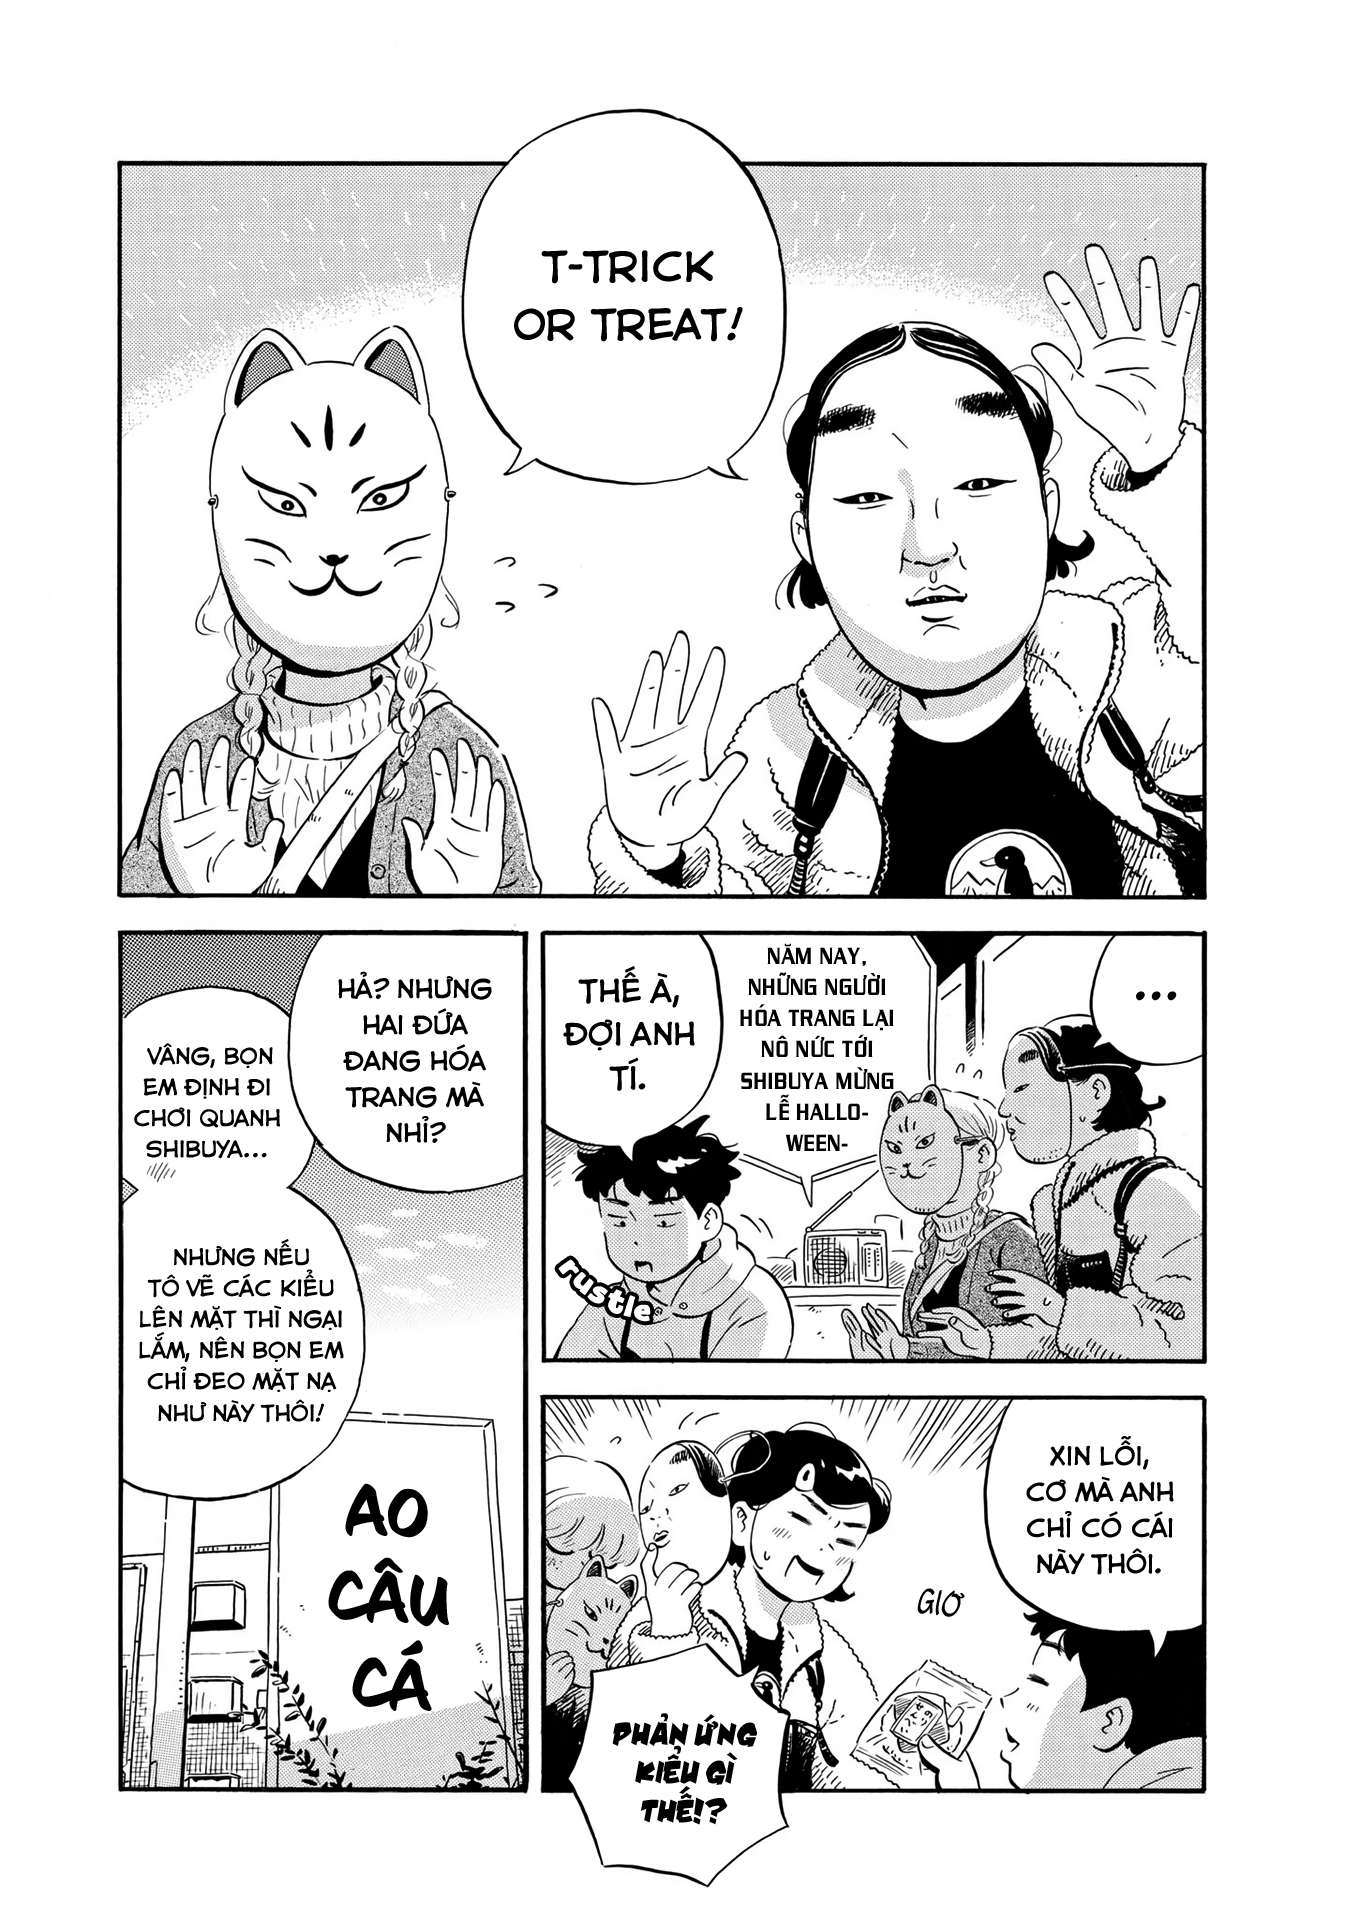 T-TRICK
OR TREAT!
...
NĂM NAY,
NHỮNG NGƯỜI
HÓA TRANG LẠI
NÔ NỨC TỚI
SHIBUYA MỪNG
LỄ HALLO-
WEEN-
THẾ À,
ĐỢI ANH
TÍ.
rustle
XIN LỖI,
CƠ MÀ ANH
CHỈ CÓ CÁI
NÀY THÔI.
GIƠ
PHẢN ỨNG
KIỂU GÌ
THẾ!?
HẢ? NHƯNG
HAI ĐỨA
ĐANG HÓA
TRANG MÀ
NHỈ?
VÂNG, BỌN
EM ĐỊNH ĐI
CHƠI QUANH
SHIBUYA...
NHƯNG NẾU
TÔ VẼ CÁC KIỂU
LÊN MẶT THÌ NGẠI
LẮM, NÊN BỌN EM
CHỈ ĐEO MẶT NẠ
NHƯ NÀY THÔI!
AO
CÂU
CÁ